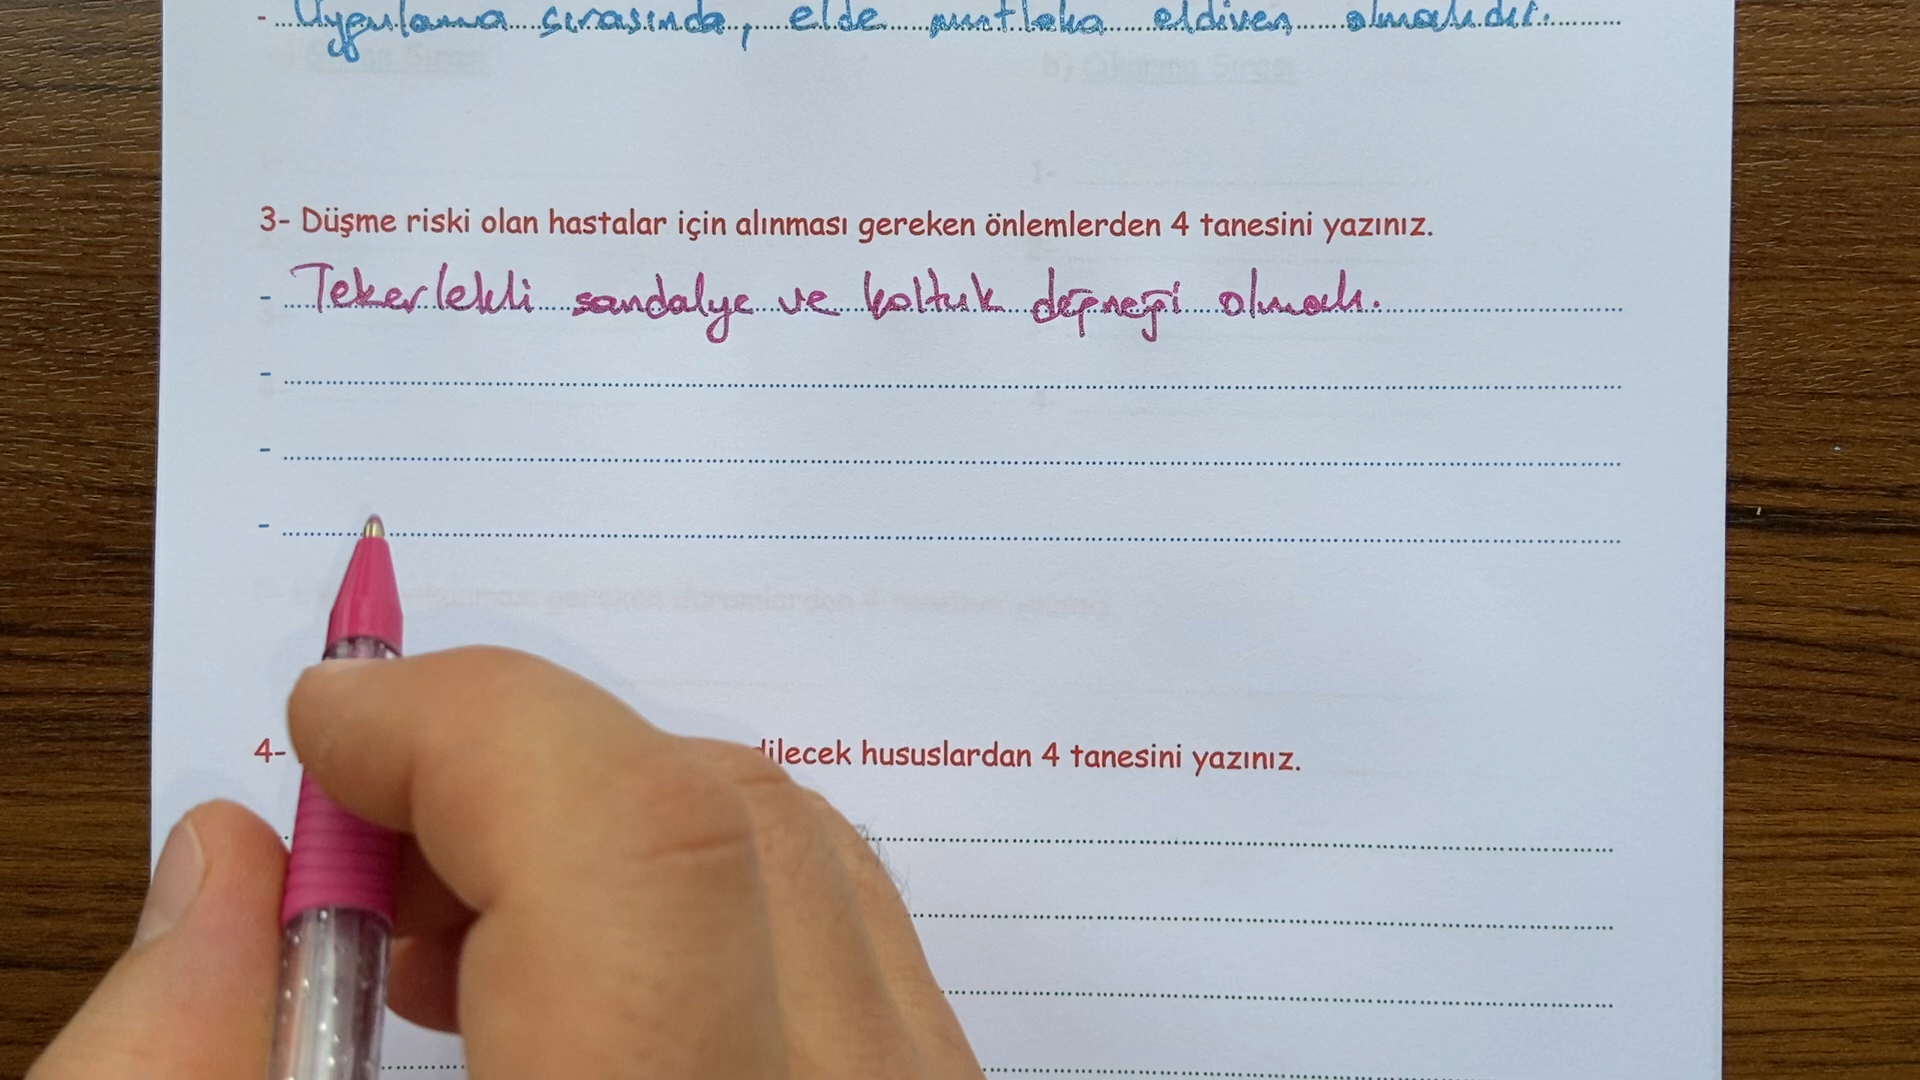 - Uygulama sırasında, elde mutlaka eldiven olmalıdır.
3- Düşme riski olan hastalar için alınması gereken önlemlerden 4 tanesini yazınız.
- Tekerlekli sandalye ve koltuk değneği olmalı.
-
-
-
4- dilecek hususlardan 4 tanesini yazınız.